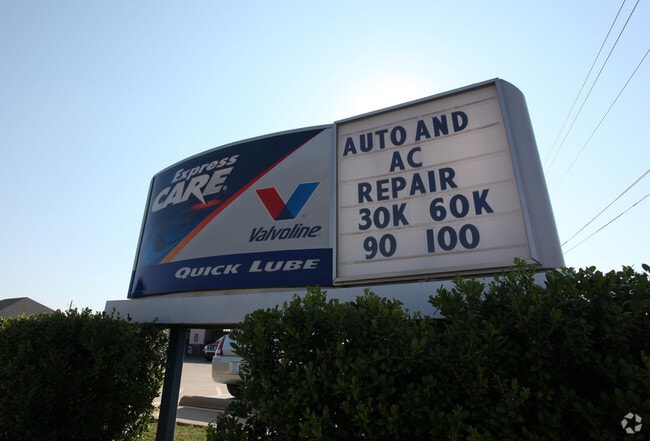 Express
CARE
Valvoline
QUICK LUBE
AUTO AND
AC
REPAIR
30K 60K
90 100